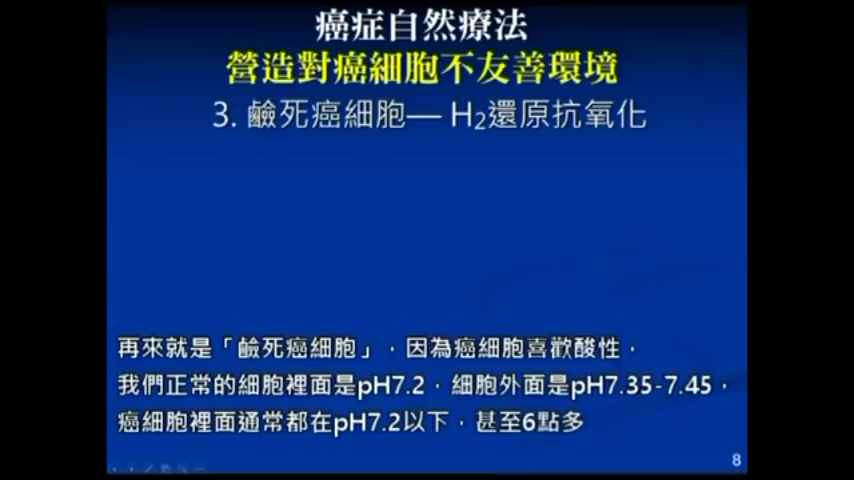 癌症自然療法
營造對癌細胞不友善環境
3. 鹼死癌細胞— H₂還原抗氧化
再來就是「鹼死癌細胞」，因為癌細胞喜歡酸性，
我們正常的細胞裡面是pH7.2，細胞外面是pH7.35-7.45，
癌細胞裡面通常都在pH7.2以下，甚至6點多
8